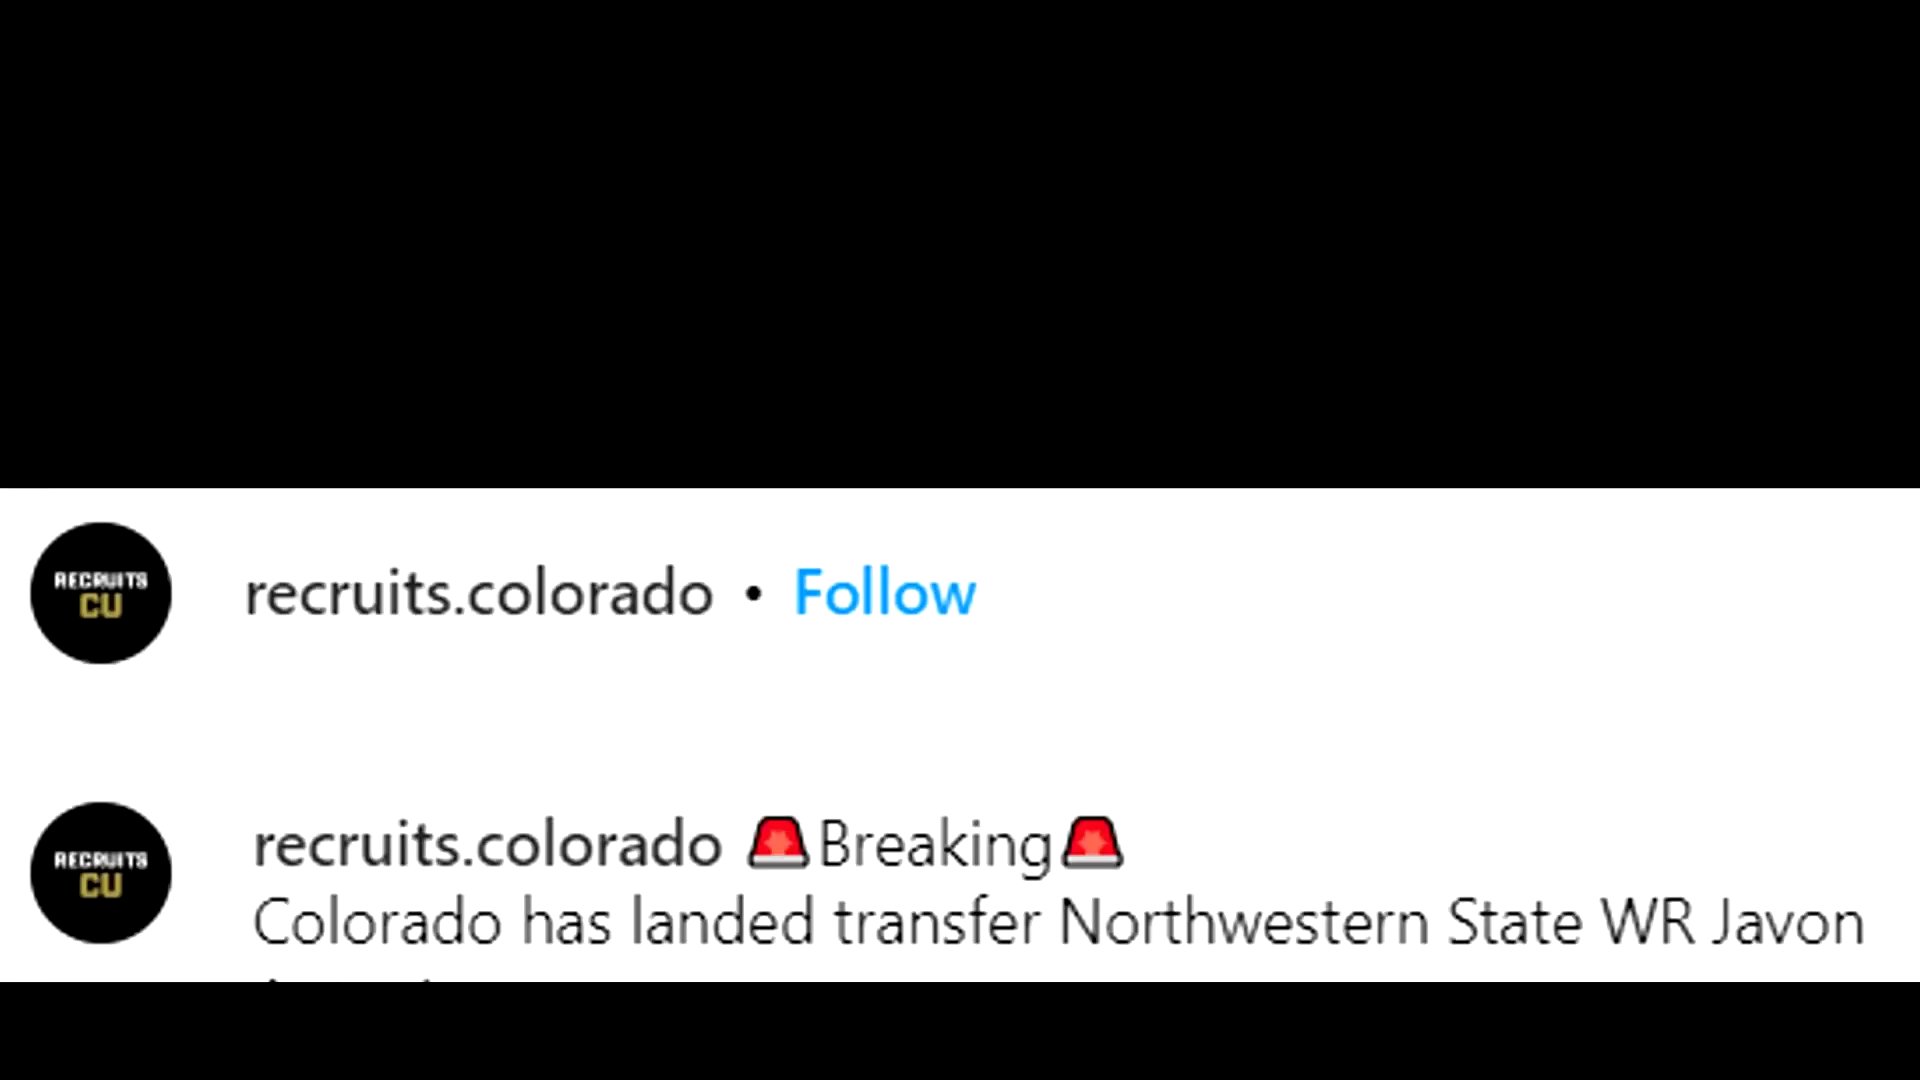 RECRUITS
CU
recruits.colorado • Follow
RECRUITS
CU
recruits.colorado 🚨Breaking🚨
Colorado has landed transfer Northwestern State WR Javon